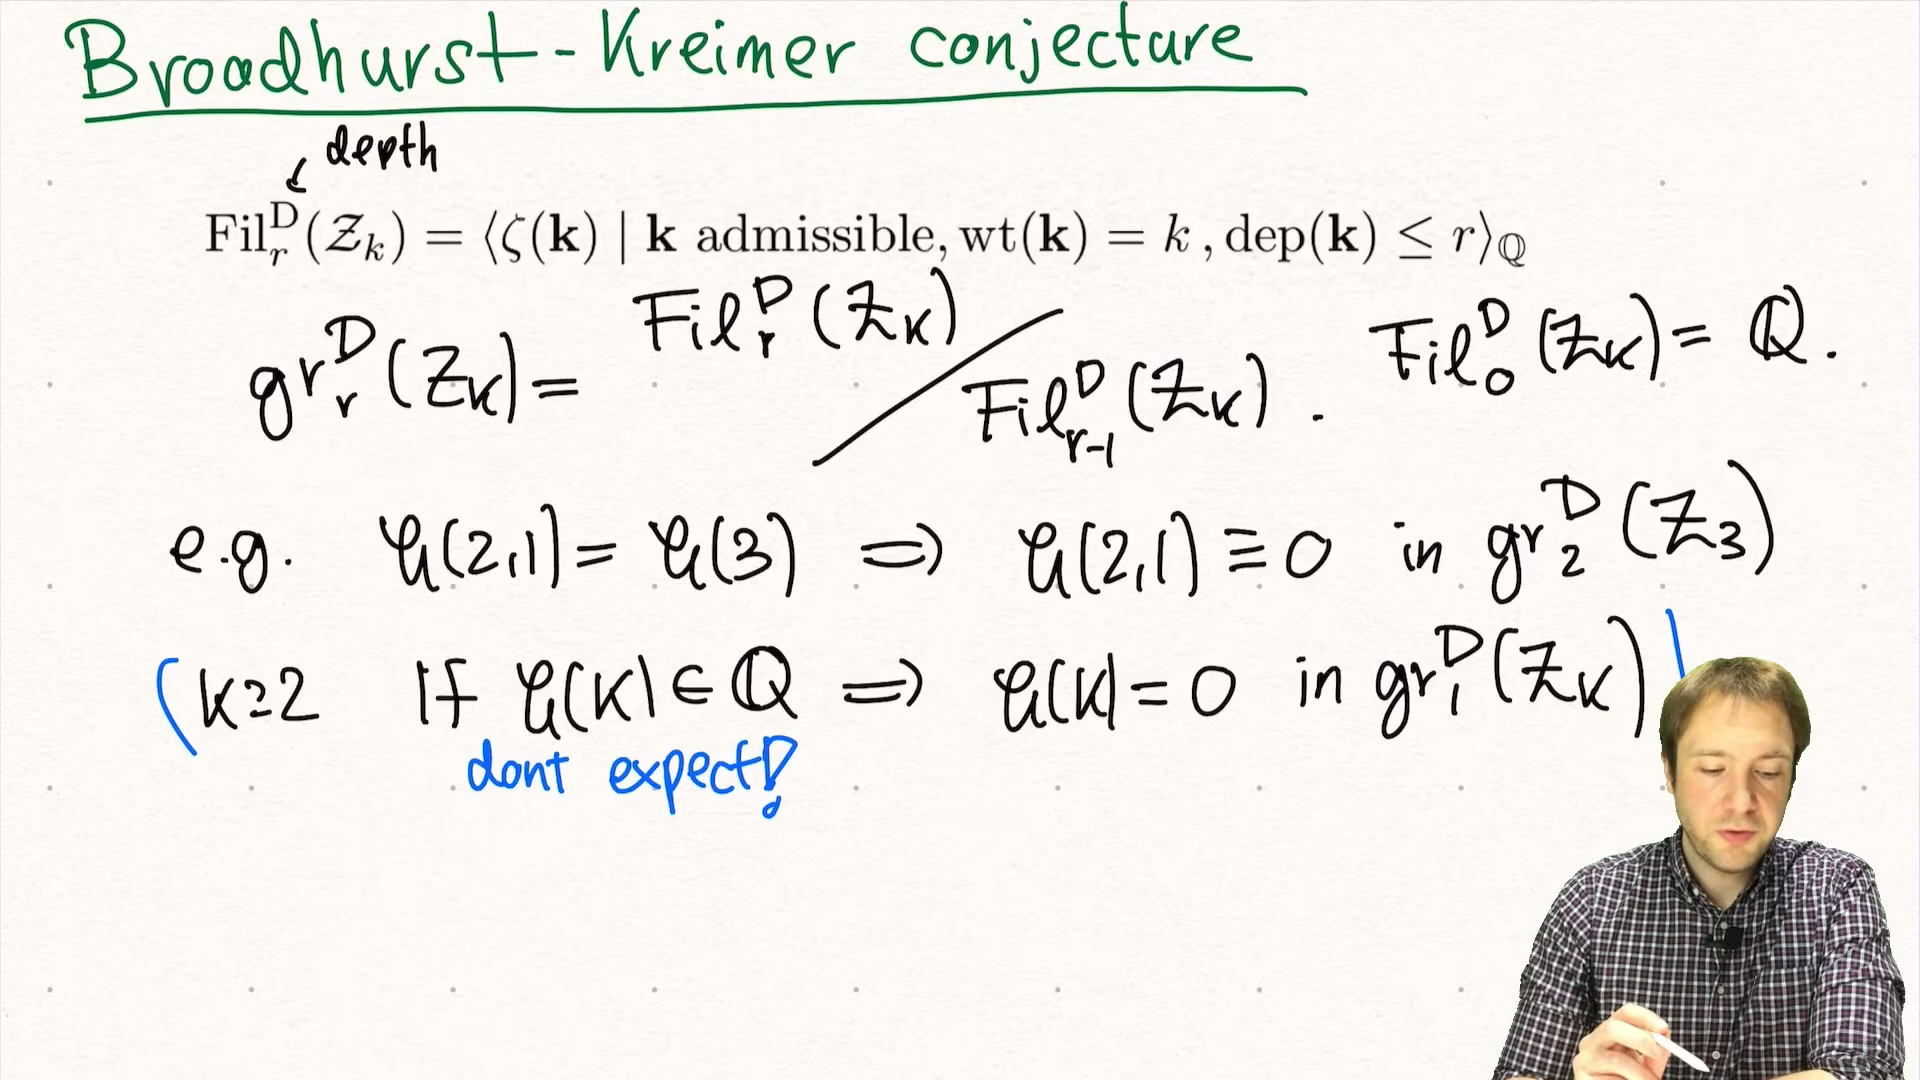 Broadhurst-Kreimer conjecture
depth
Fil^D_r(𝒵_k) = ⟨ζ(𝐤) | 𝐤 admissible, wt(𝐤) = k , dep(𝐤) ≤ r⟩_ℚ
gr^D_r(𝒵_k) = Fil^D_r(𝒵_k) / Fil^D_{r-1}(𝒵_k) . Fil^D_0(𝒵_k) = ℚ.
e.g. ζ(2,1) = ζ(3) ⇒ ζ(2,1) ≡ 0 in gr^D_2(𝒵_3)
( k≥2 If ζ(k) ∈ ℚ ⇒ ζ(k) = 0 in gr^D_1(𝒵_k) )
dont expect!